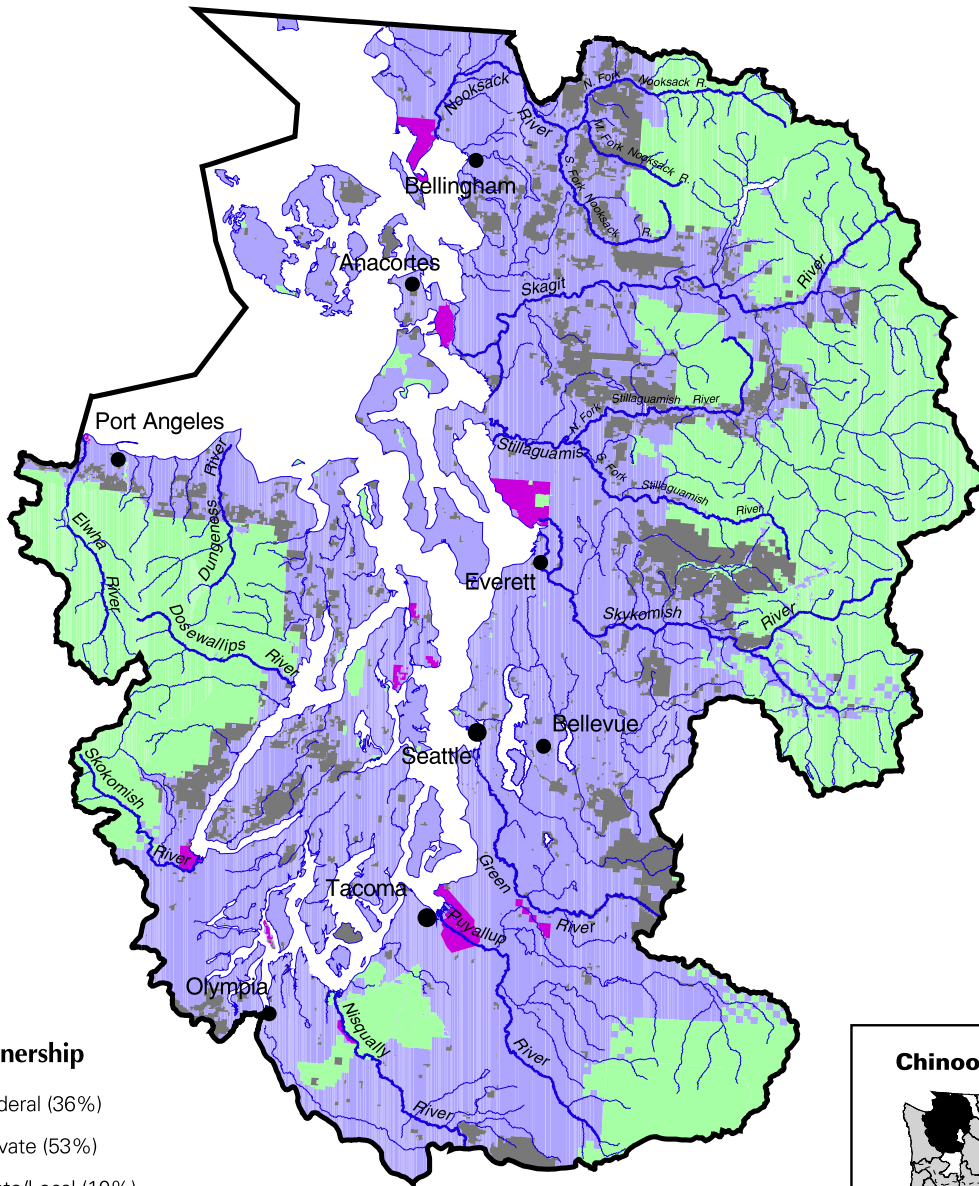 N. Fork
Nooksack R.
Nooksack
River
M. Fork Nooksack R.
S. Fork Nooksack R.
Bellingham
Anacortes
Skagit
River
Port Angeles
N. Fork
Stillaguamish River
Stillaguamis
S. Fork
Stillaguamish
River
Elwha
River
Dungeness River
Everett
Skykomish
River
Dosewallips
River
Bellevue
Seattle
Skokomish
River
Green
River
Tacoma
Puyallup
River
Olympia
Nisqually
River
nership
deral (36%)
vate (53%)
Chinoo